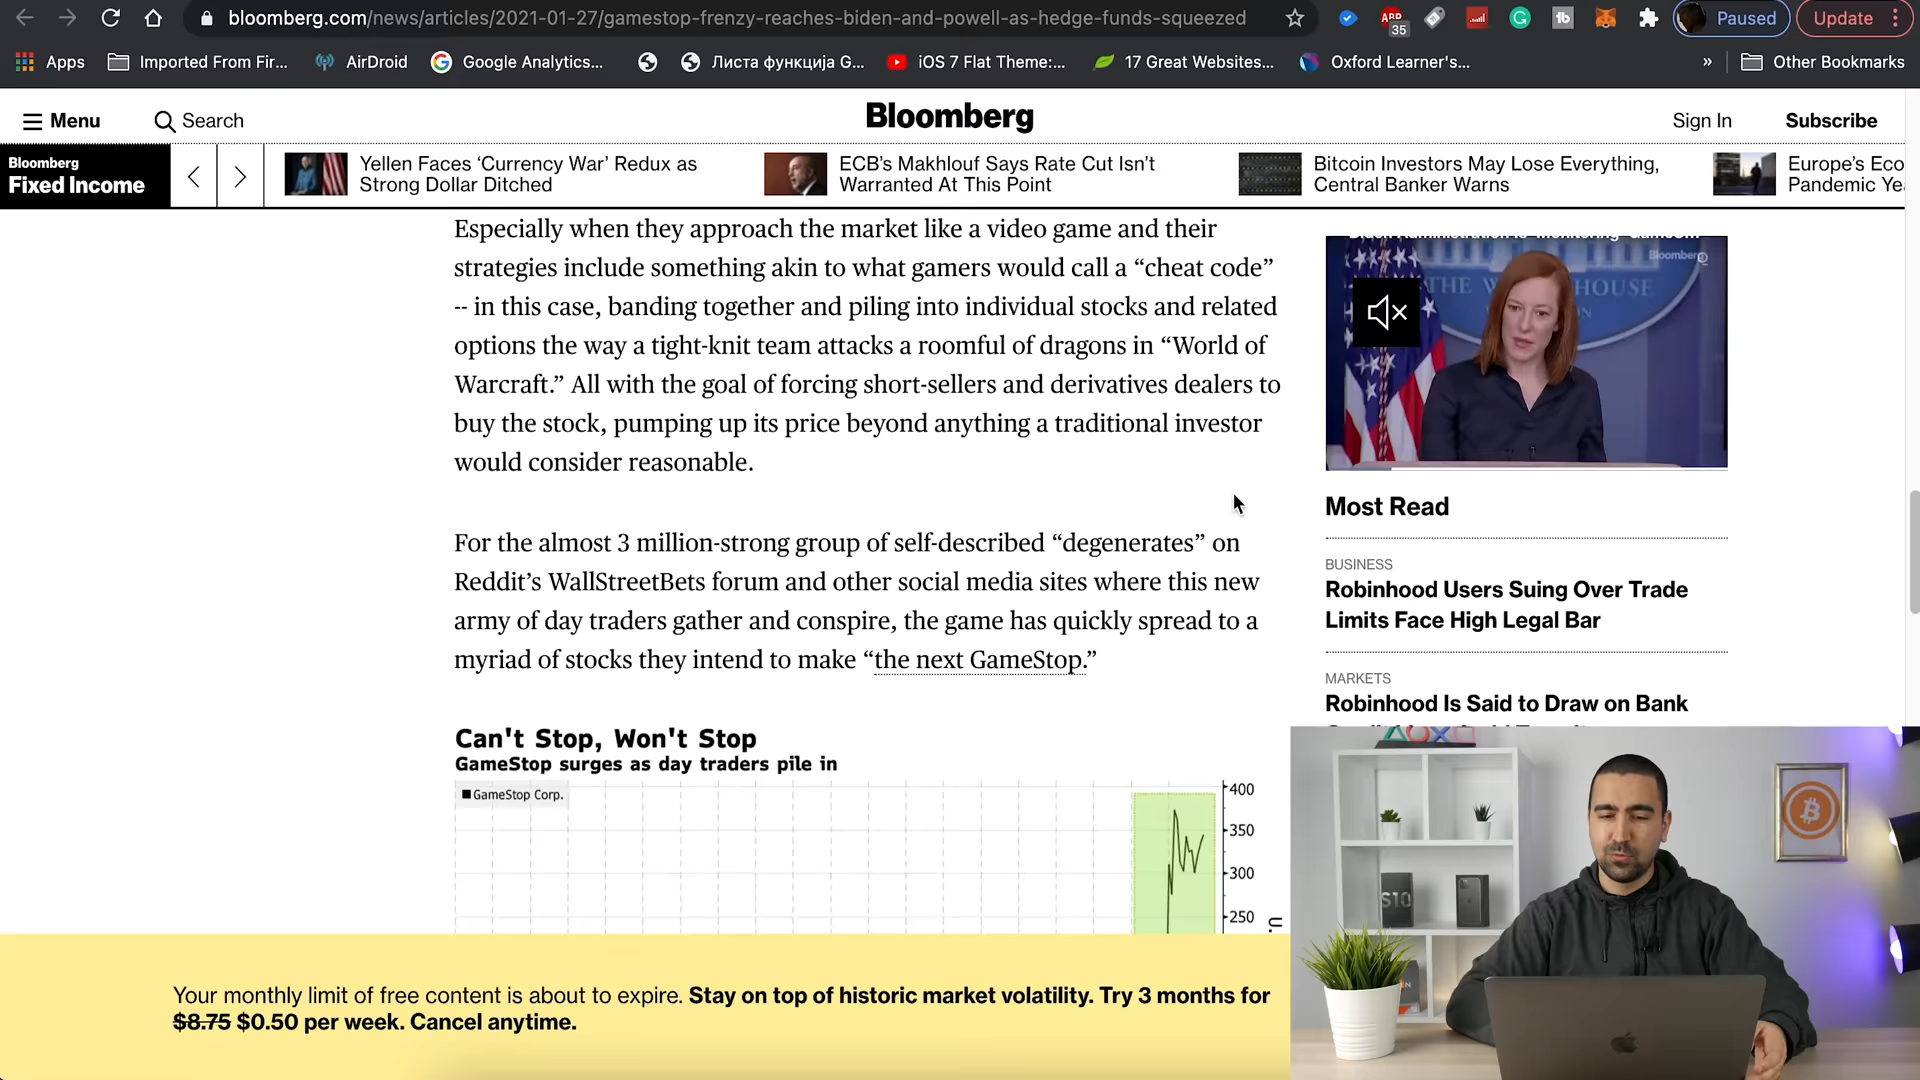 bloomberg.com/news/articles/2021-01-27/gamestop-frenzy-reaches-biden-and-powell-as-hedge-funds-squeezed
ABP
35
tb
Paused
Update
Apps
Imported From Fir...
AirDroid
Google Analytics...
Листа функција G...
iOS 7 Flat Theme:...
17 Great Websites...
Oxford Learner's...
»
Other Bookmarks
Menu
Search
Bloomberg
Sign In
Subscribe
Bloomberg
Fixed Income
Yellen Faces ‘Currency War’ Redux as
Strong Dollar Ditched
ECB’s Makhlouf Says Rate Cut Isn’t
Warranted At This Point
Bitcoin Investors May Lose Everything,
Central Banker Warns
Europe’s Eco
Pandemic Ye
Especially when they approach the market like a video game and their
strategies include something akin to what gamers would call a “cheat code”
-- in this case, banding together and piling into individual stocks and related
options the way a tight-knit team attacks a roomful of dragons in “World of
Warcraft.” All with the goal of forcing short-sellers and derivatives dealers to
buy the stock, pumping up its price beyond anything a traditional investor
would consider reasonable.
For the almost 3 million-strong group of self-described “degenerates” on
Reddit’s WallStreetBets forum and other social media sites where this new
army of day traders gather and conspire, the game has quickly spread to a
myriad of stocks they intend to make “the next GameStop.”
Can't Stop, Won't Stop
GameStop surges as day traders pile in
GameStop Corp.
400
350
300
250
U.
Bloomberg
THE WHITE HOUSE
Most Read
BUSINESS
Robinhood Users Suing Over Trade
Limits Face High Legal Bar
MARKETS
Robinhood Is Said to Draw on Bank
S10
Your monthly limit of free content is about to expire. Stay on top of historic market volatility. Try 3 months for
$8.75 $0.50 per week. Cancel anytime.